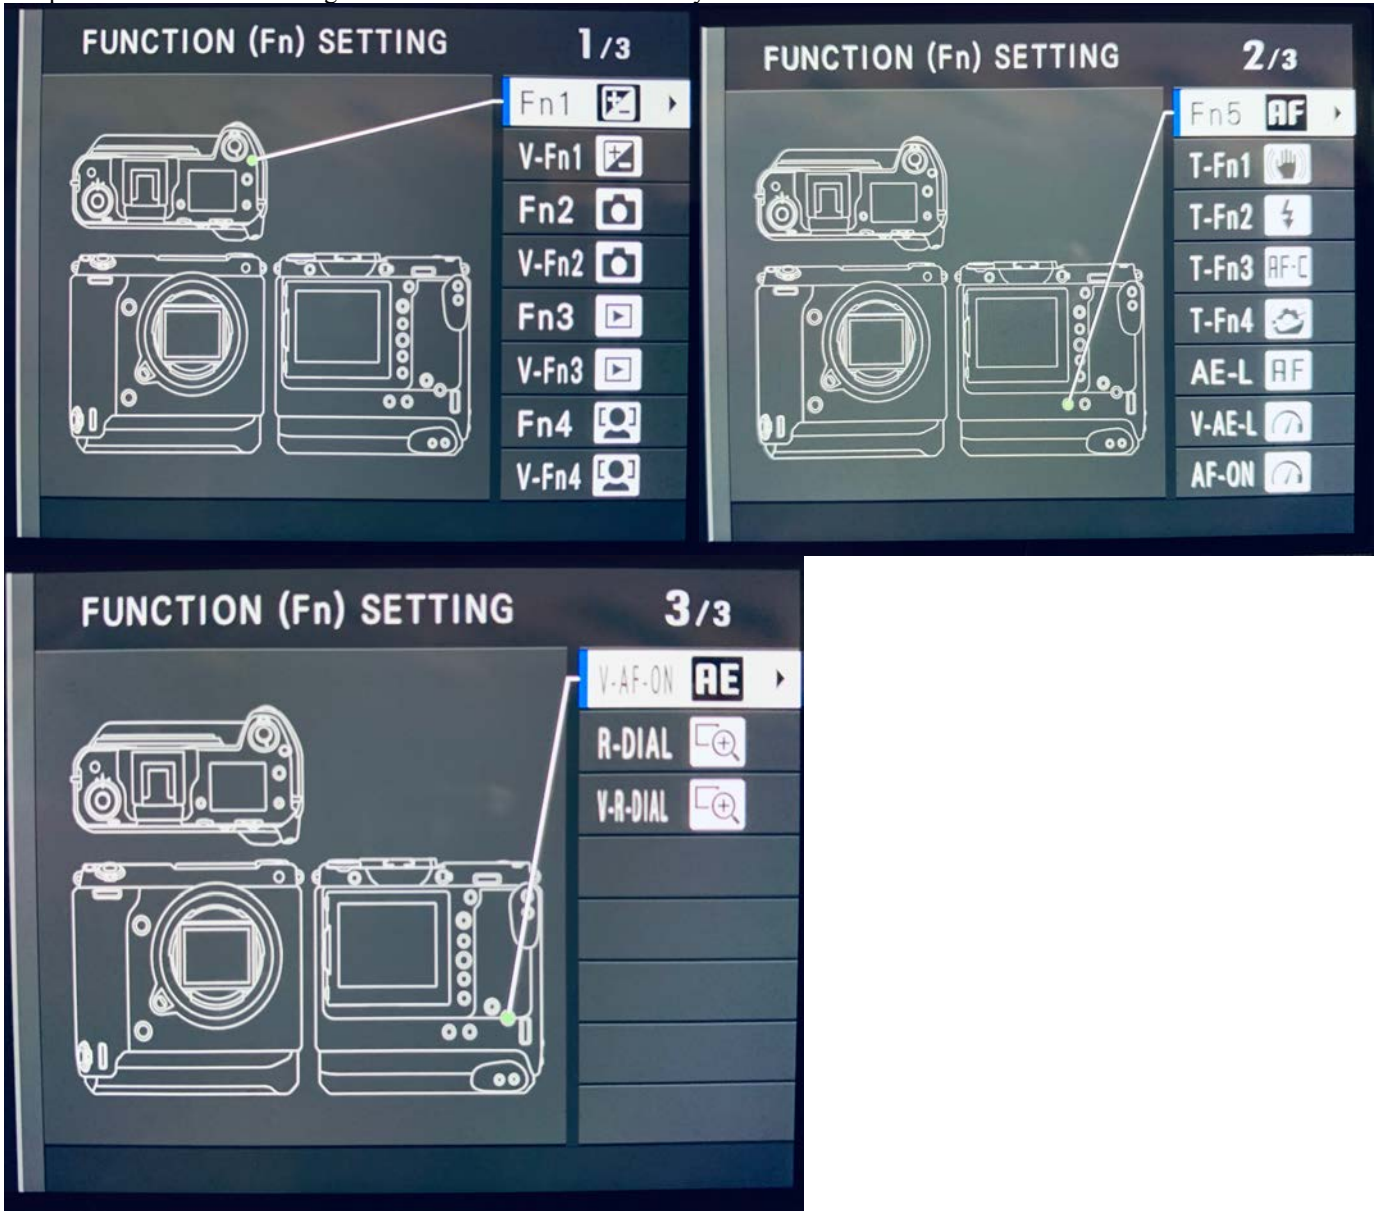 FUNCTION (Fn) SETTING 1/3
Fn1
V-Fn1
Fn2
V-Fn2
Fn3
V-Fn3
Fn4
V-Fn4
FUNCTION (Fn) SETTING 2/3
Fn5 AF
T-Fn1
T-Fn2
T-Fn3 AF-C
T-Fn4
AE-L AF
V-AE-L
AF-ON
FUNCTION (Fn) SETTING 3/3
V-AF-ON AE
R-DIAL
V-R-DIAL